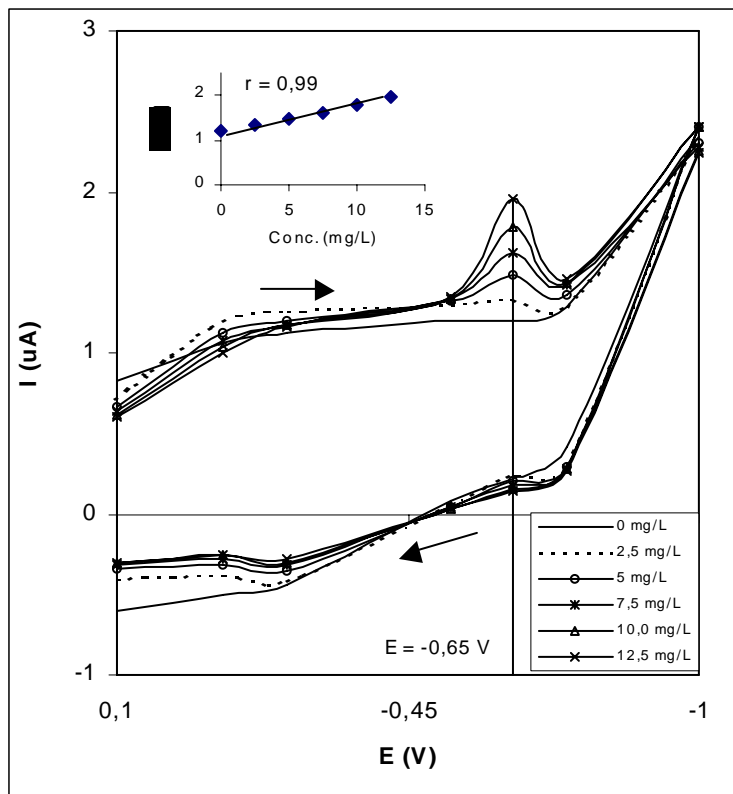 3
2
1
0
-1
I (uA)
r = 0,99
2
1
0
0 5 10 15
Conc. (mg/L)
E = -0,65 V
0 mg/L
2,5 mg/L
5 mg/L
7,5 mg/L
10,0 mg/L
12,5 mg/L
0,1 -0,45 -1
E (V)